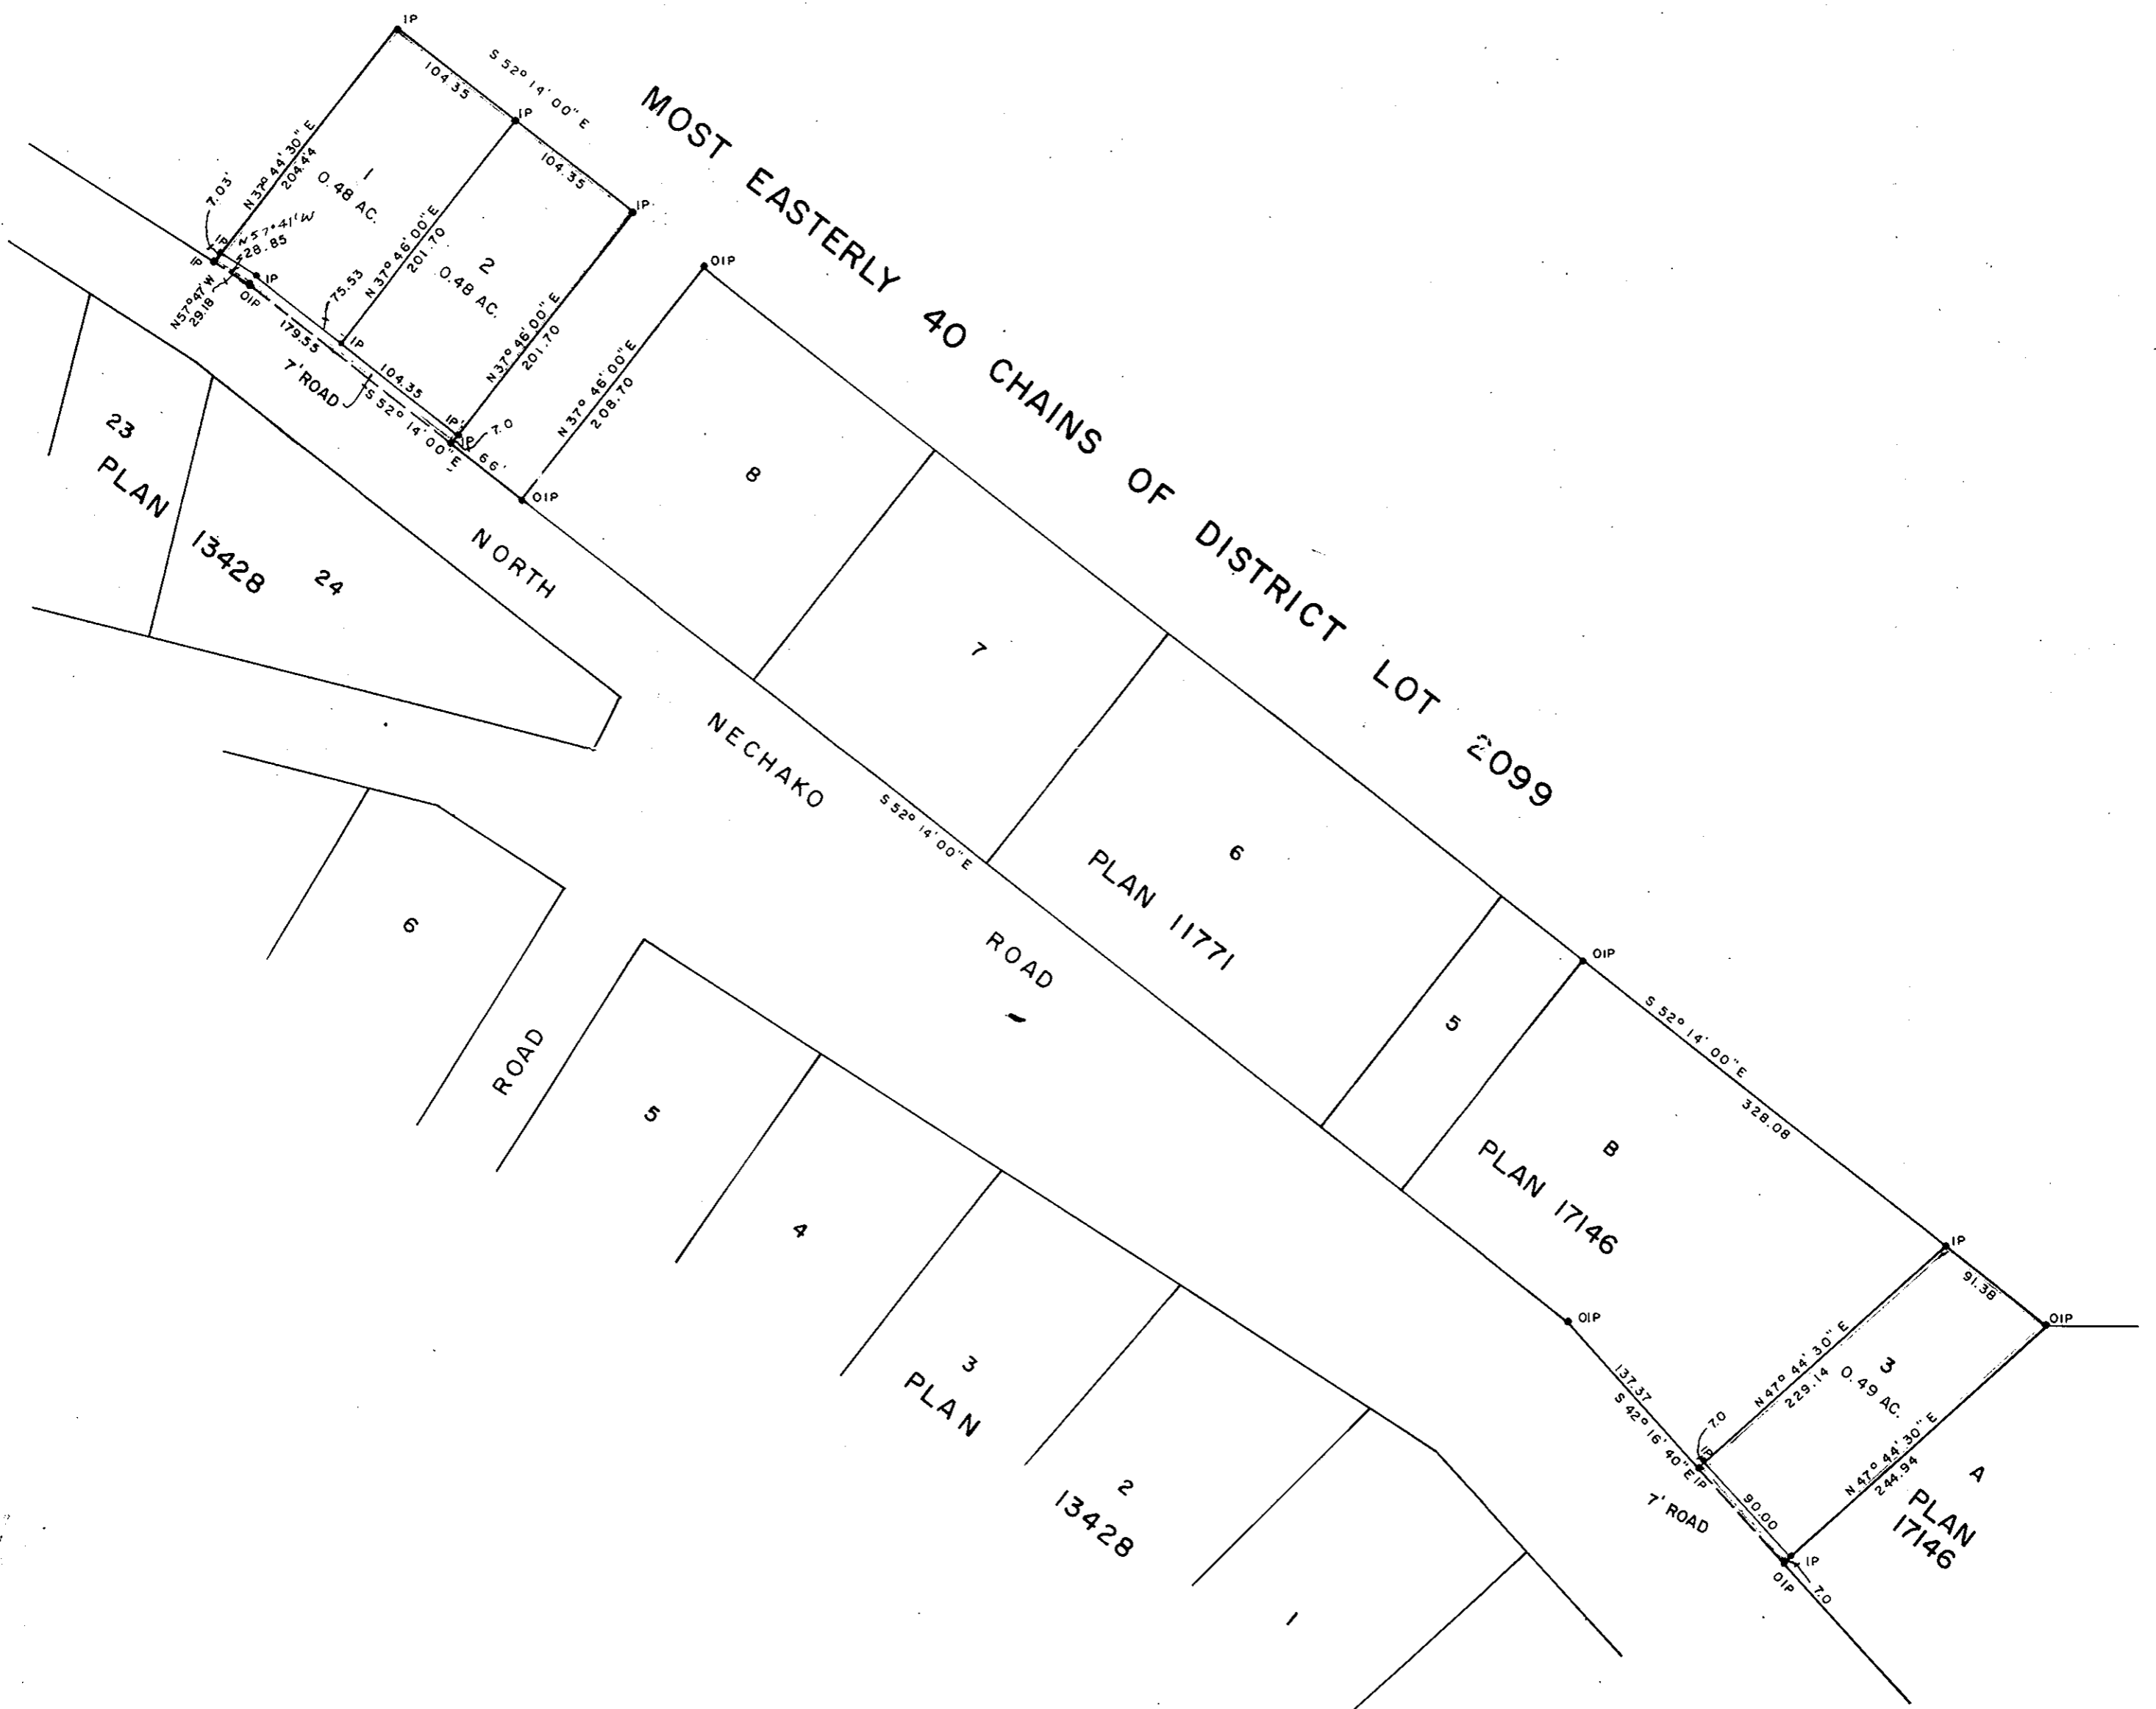 IP
104.35
S 52° 14' 00" E
IP
104.35
IP
N 37° 44' 30" E
204.44
1
0.48 AC.
7.03'
IP
N 57° 41' W
28.85
IP
IP
OIP
N 57° 47' W
29.18
75.53
N 37° 46' 00" E
201.70
2
0.48 AC.
N 37° 46' 00" E
201.70
179.55
IP
104.35
7' ROAD
S 52° 14' 00" E
IP
IP
7.0
66'
OIP
N 37° 46' 00" E
208.70
OIP
MOST EASTERLY 40 CHAINS OF DISTRICT LOT 2099
23
PLAN 13428
24
NORTH NECHAKO ROAD
S 52° 14' 00" E
8
7
6
PLAN 11771
5
OIP
S 52° 14' 00" E
328.08
B
PLAN 17146
IP
91.38
OIP
OIP
137.37
S 42° 16' 40" E
N 47° 44' 30" E
229.14
3
0.49 AC.
N 47° 44' 30" E
244.94
7.0
IP
IP
7' ROAD
90.00
IP
OIP
7.0
A
PLAN
17146
6
ROAD
5
4
3
PLAN
2
13428
1